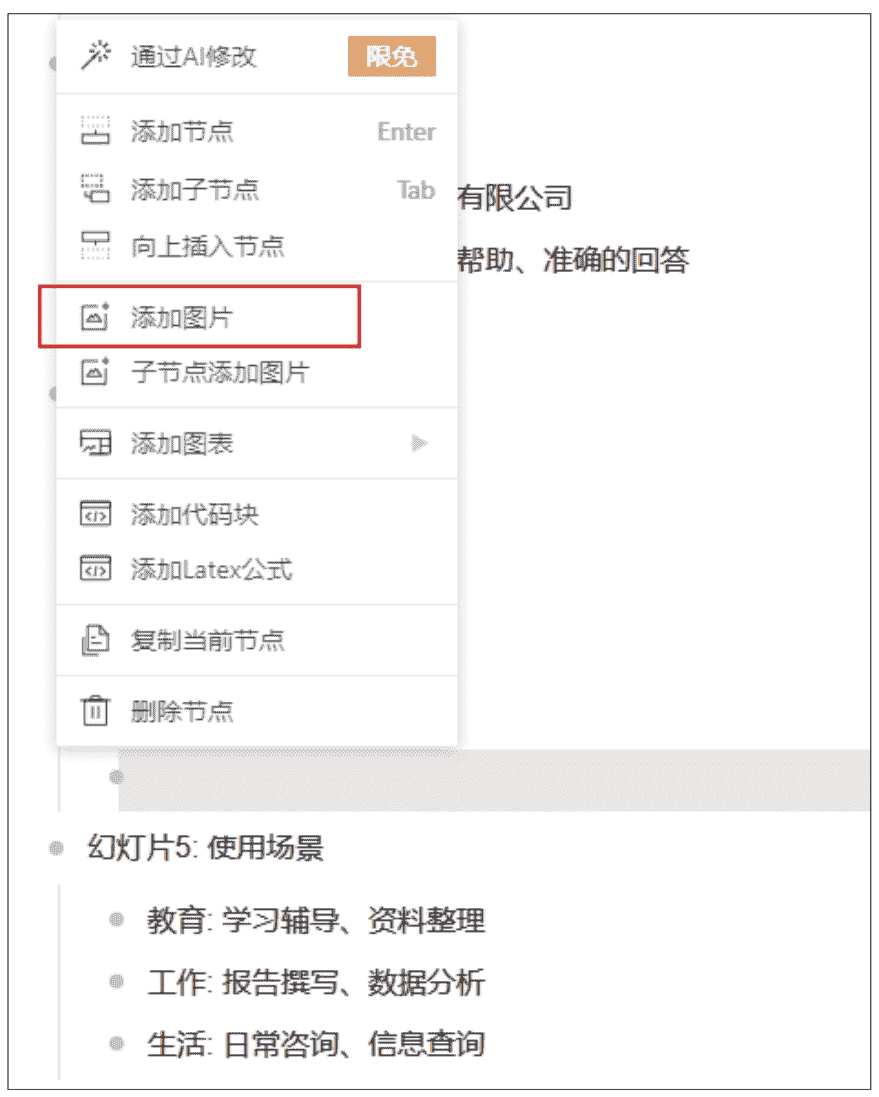 通过AI修改 限免
添加节点 Enter
添加子节点 Tab
有限公司
向上插入节点
帮助、准确的回答
添加图片
子节点添加图片
添加图表
添加代码块
添加Latex公式
复制当前节点
删除节点
幻灯片5: 使用场景
教育: 学习辅导、资料整理
工作: 报告撰写、数据分析
生活: 日常咨询、信息查询